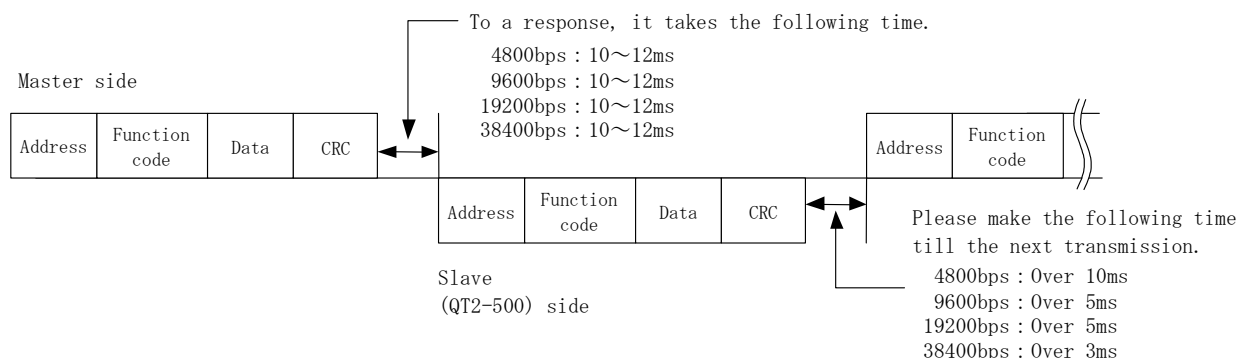 To a response, it takes the following time.
4800bps：10～12ms
9600bps：10～12ms
19200bps：10～12ms
38400bps：10～12ms
Master side
Address
Function
code
Data
CRC
Address
Function
code
Address
Function
code
Data
CRC
Slave
(QT2-500) side
Please make the following time
till the next transmission.
4800bps：Over 10ms
9600bps：Over 5ms
19200bps：Over 5ms
38400bps：Over 3ms